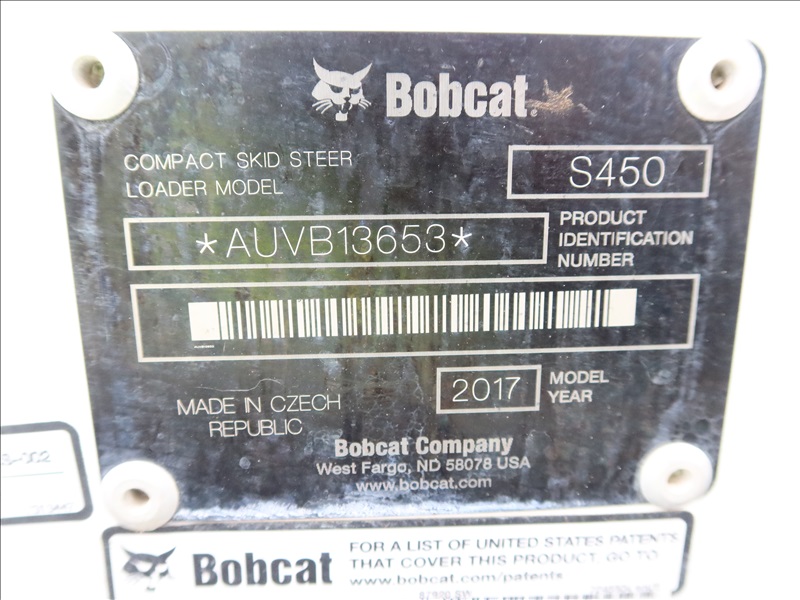 Bobcat
COMPACT SKID STEER
LOADER MODEL
S450
*AUVB13653*
PRODUCT
IDENTIFICATION
NUMBER
2017
MODEL
YEAR
MADE IN CZECH
REPUBLIC
Bobcat Company
West Fargo, ND 58078 USA
www.bobcat.com
Bobcat
FOR A LIST OF UNITED STATES PATENTS
THAT COVER THIS PRODUCT, GO TO
www.bobcat.com/patents